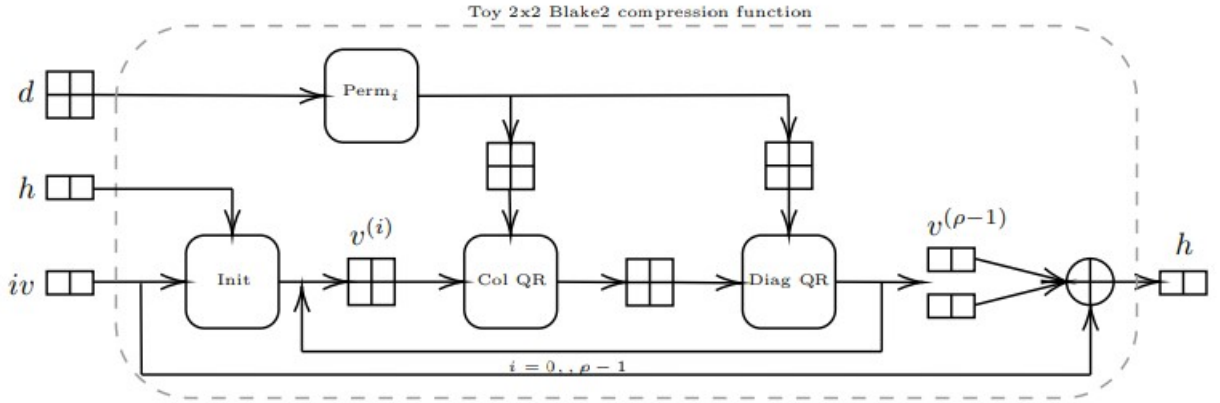 Toy 2x2 Blake2 compression function
d
Perm_i
h
v^(i)
v^(ρ−1)
h
iv
Init
Col QR
Diag QR
i = 0, , ρ − 1